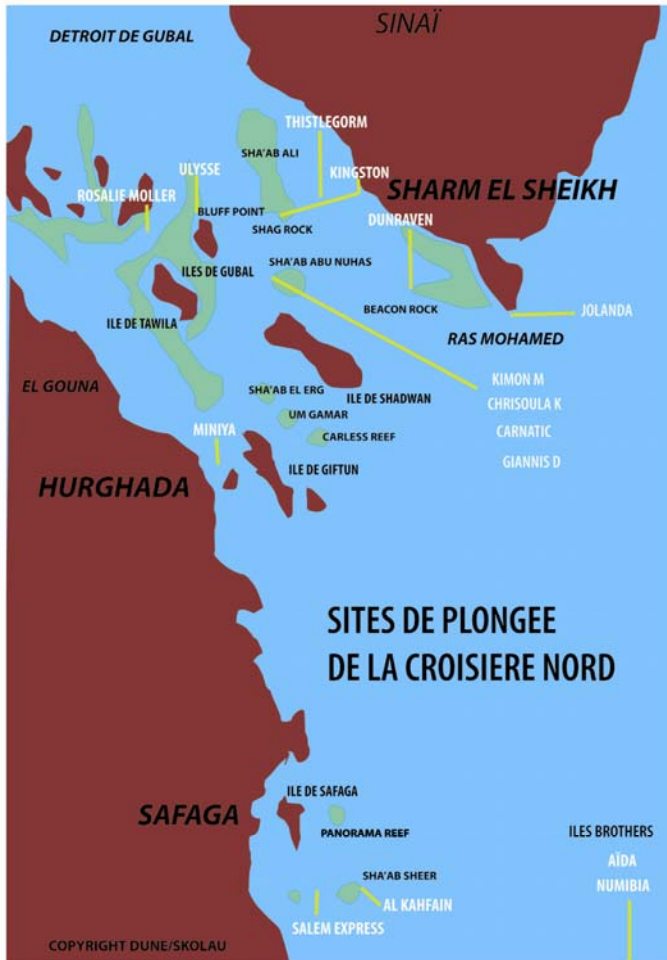 SINAÏ
DETROIT DE GUBAL
THISTLEGORM
SHA'AB ALI
ULYSSE
KINGSTON
ROSALIE MOLLER
SHARM EL SHEIKH
BLUFF POINT
DUNRAVEN
SHAG ROCK
SHA'AB ABU NUHAS
ILES DE GUBAL
BEACON ROCK
JOLANDA
ILE DE TAWILA
RAS MOHAMED
KIMON M
EL GOUNA
SHA'AB EL ERG
ILE DE SHADWAN
CHRISOULA K
UM GAMAR
MINIYA
CARLESS REEF
CARNATIC
GIANNIS D
ILE DE GIFTUN
HURGHADA
SITES DE PLONGEE
DE LA CROISIERE NORD
ILE DE SAFAGA
SAFAGA
PANORAMA REEF
ILES BROTHERS
AÏDA
SHA'AB SHEER
NUMIBIA
AL KAHFAIN
SALEM EXPRESS
COPYRIGHT DUNE/SKOLAU